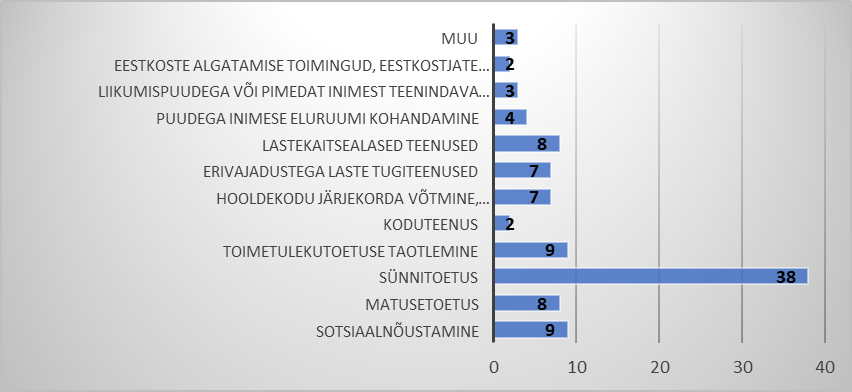 MUU 3
EESTKOSTE ALGATAMISE TOIMINGUD, EESTKOSTJATE... 2
LIIKUMISPUUDEGA VÕI PIMEDAT INIMEST TEENINDAVA... 3
PUUDEGA INIMESE ELURUUMI KOHANDAMINE 4
LASTEKAITSEALASED TEENUSED 8
ERIVAJADUSTEGA LASTE TUGITEENUSED 7
HOOLDEKODU JÄRJEKORDA VÕTMINE,... 7
KODUTEENUS 2
TOIMETULEKUTOETUSE TAOTLEMINE 9
SÜNNITOETUS 38
MATUSETOETUS 8
SOTSIAALNÕUSTAMINE 9
0 10 20 30 40